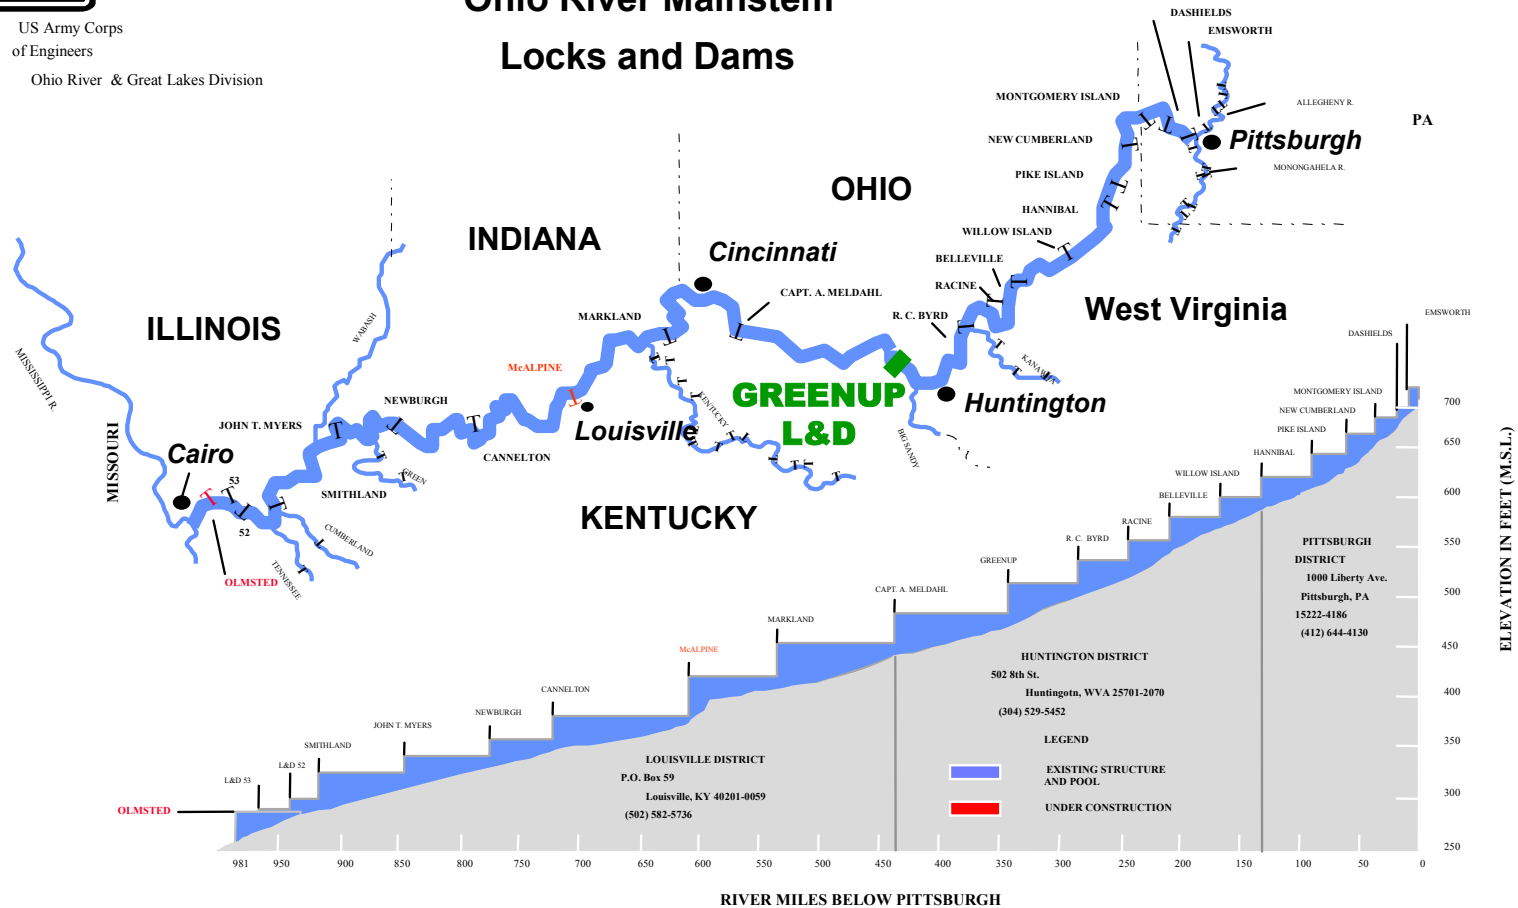 Ohio River Mainstem
Locks and Dams
US Army Corps
of Engineers
Ohio River & Great Lakes Division
DASHIELDS
EMSWORTH
MONTGOMERY ISLAND
ALLEGHENY R.
PA
NEW CUMBERLAND
Pittsburgh
PIKE ISLAND
MONONGAHELA R.
OHIO
HANNIBAL
WILLOW ISLAND
INDIANA
Cincinnati
BELLEVILLE
RACINE
CAPT. A. MELDAHL
West Virginia
MARKLAND
R. C. BYRD
ILLINOIS
WABASH
MISSISSIPPI R.
McALPINE
KANAWHA
GREENUP
L&D
Huntington
NEWBURGH
KENTUCKY
Louisville
JOHN T. MYERS
CANNELTON
BIG SANDY
MISSOURI
Cairo
GREEN
SMITHLAND
53
52
KENTUCKY
CUMBERLAND
TENNESSEE
OLMSTED
EMSWORTH
DASHIELDS
MONTGOMERY ISLAND
NEW CUMBERLAND
PIKE ISLAND
HANNIBAL
WILLOW ISLAND
BELLEVILLE
RACINE
R. C. BYRD
GREENUP
CAPT. A. MELDAHL
MARKLAND
McALPINE
CANNELTON
NEWBURGH
JOHN T. MYERS
SMITHLAND
L&D 52
L&D 53
OLMSTED
700
650
600
550
500
450
400
350
300
250
ELEVATION IN FEET (M.S.L.)
PITTSBURGH
DISTRICT
1000 Liberty Ave.
Pittsburgh, PA
15222-4186
(412) 644-4130
HUNTINGTON DISTRICT
502 8th St.
Huntingotn, WVA 25701-2070
(304) 529-5452
LEGEND
EXISTING STRUCTURE
AND POOL
UNDER CONSTRUCTION
LOUISVILLE DISTRICT
P.O. Box 59
Louisville, KY 40201-0059
(502) 582-5736
981 950 900 850 800 750 700 650 600 550 500 450 400 350 300 250 200 150 100 50 0
RIVER MILES BELOW PITTSBURGH